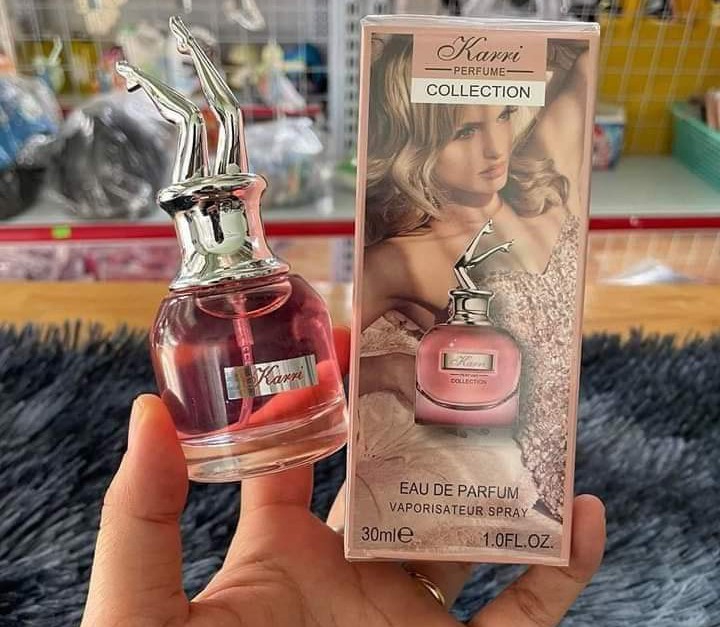 Karri
Karri
PERFUME
COLLECTION
Karri
COLLECTION
EAU DE PARFUM
VAPORISATEUR SPRAY
30ml℮
1.0FL.OZ.